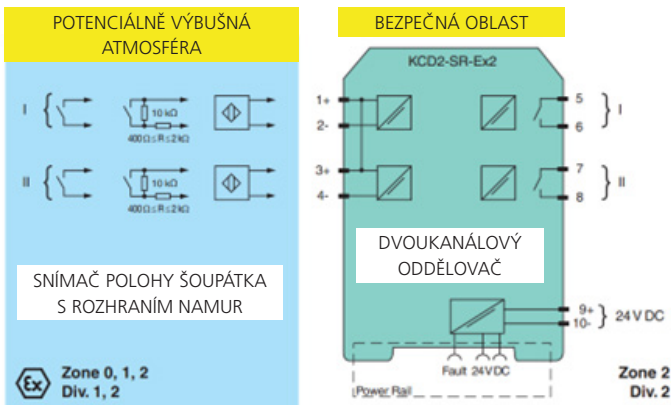 POTENCIÁLNĚ VÝBUŠNÁ
ATMOSFÉRA
I
10 kΩ
400 Ω ≤ R ≤ 2 kΩ
II
10 kΩ
400 Ω ≤ R ≤ 2 kΩ
SNÍMAČ POLOHY ŠOUPÁTKA
S ROZHRANÍM NAMUR
Ex
Zone 0, 1, 2
Div. 1, 2
BEZPEČNÁ OBLAST
KCD2-SR-Ex2
1+
2-
3+
4-
5
6
I
7
8
II
DVOUKANÁLOVÝ
ODDĚLOVAČ
9+
10-
24 V DC
Fault 24VDC
Power Rail
Zone 2
Div. 2